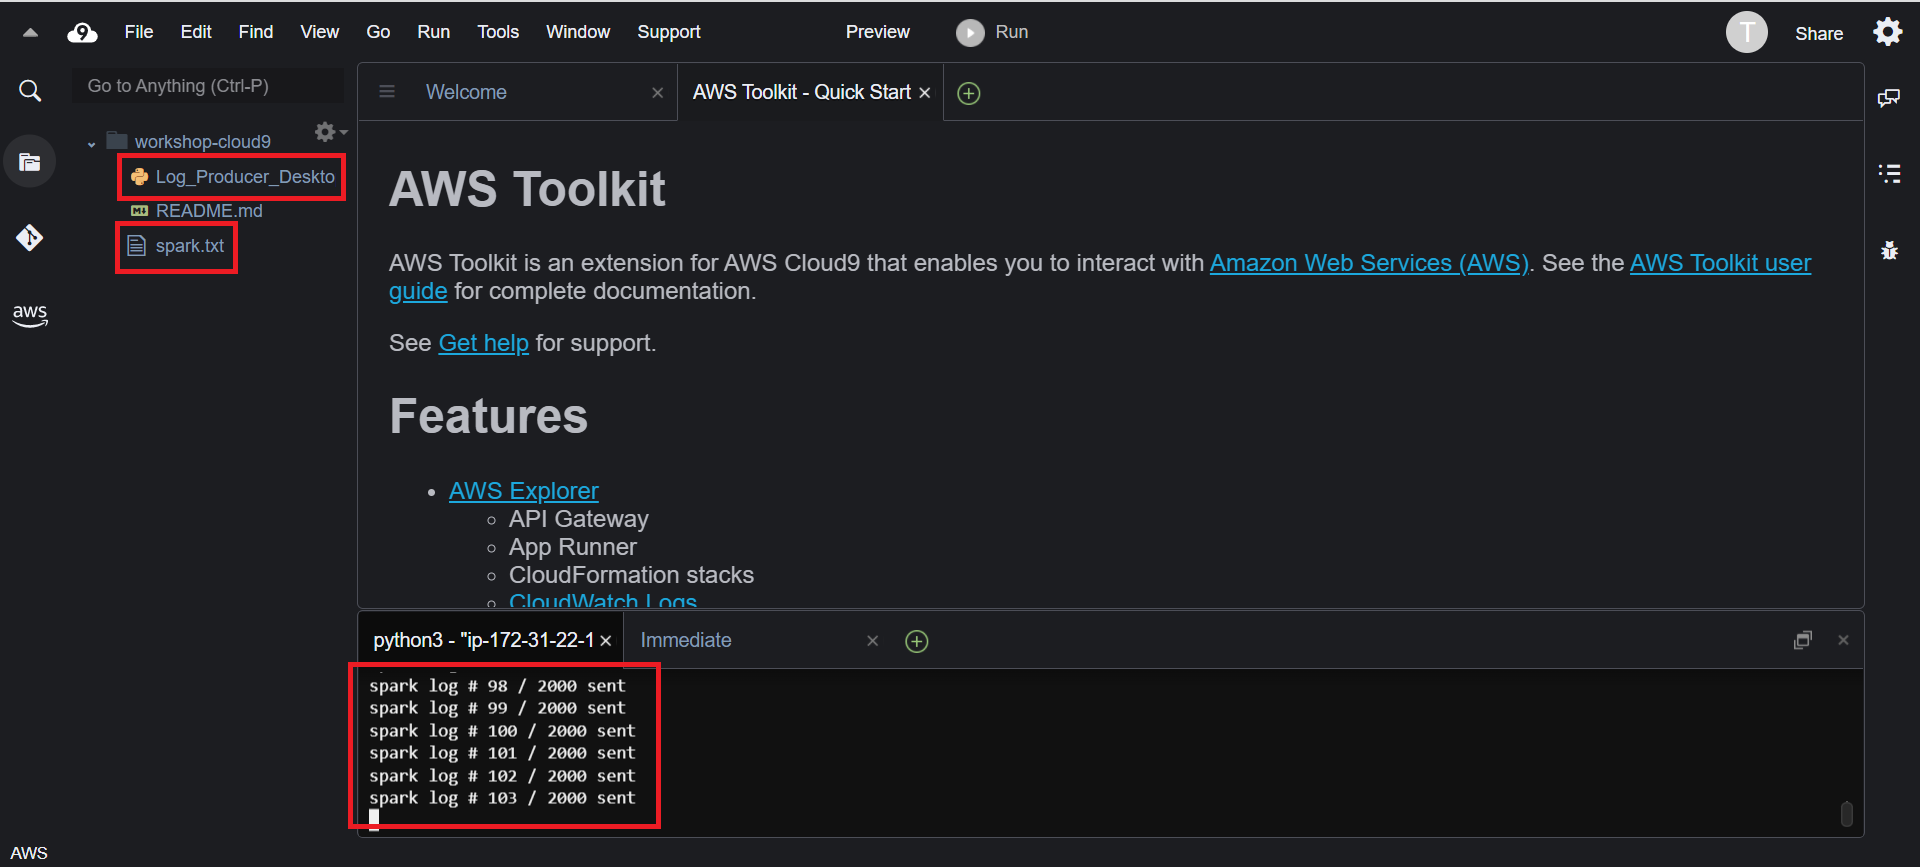 9 File Edit Find View Go Run Tools Window Support Preview Run T Share
Go to Anything (Ctrl-P)
workshop-cloud9
Log_Producer_Deskto
README.md
spark.txt
aws
Welcome
AWS Toolkit - Quick Start
AWS Toolkit
AWS Toolkit is an extension for AWS Cloud9 that enables you to interact with Amazon Web Services (AWS). See the AWS Toolkit user
guide for complete documentation.
See Get help for support.
Features
AWS Explorer
API Gateway
App Runner
CloudFormation stacks
CloudWatch Logs
python3 - "ip-172-31-22-1
Immediate
spark log # 98 / 2000 sent
spark log # 99 / 2000 sent
spark log # 100 / 2000 sent
spark log # 101 / 2000 sent
spark log # 102 / 2000 sent
spark log # 103 / 2000 sent
AWS